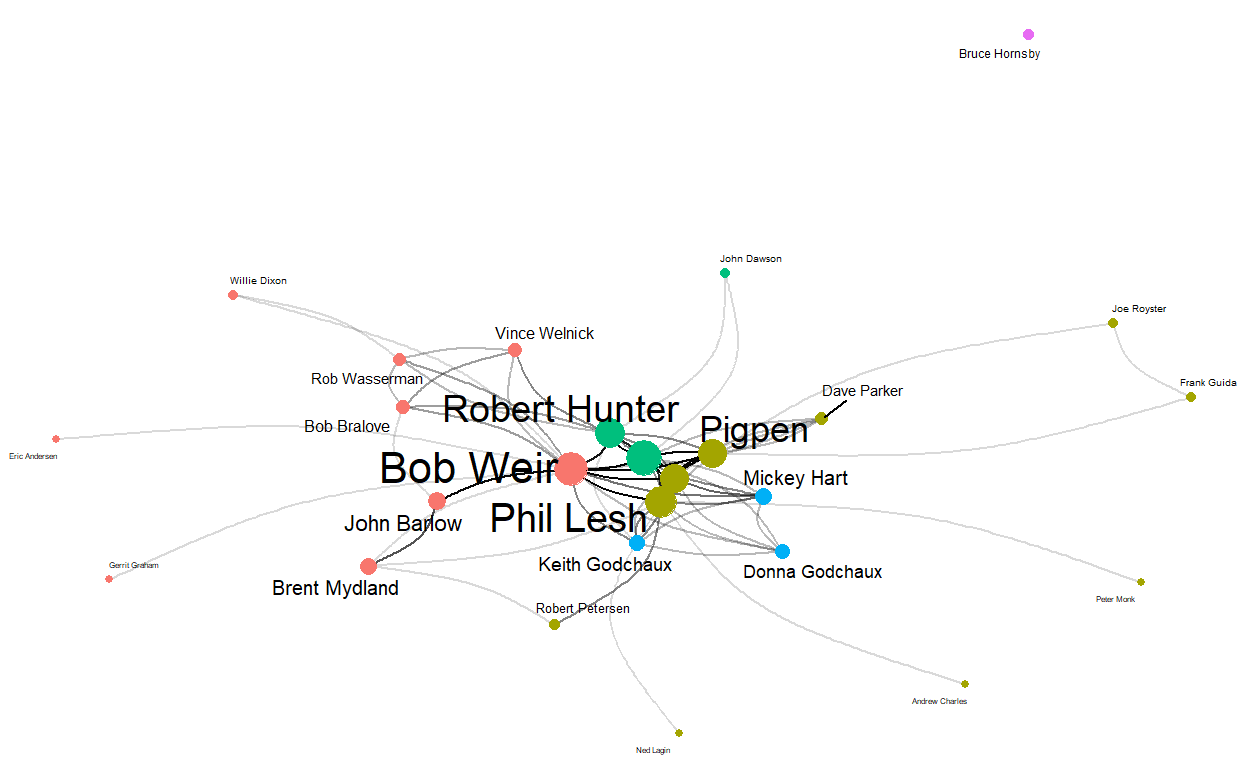 Bruce Hornsby
John Dawson
Willie Dixon
Joe Royster
Vince Welnick
Rob Wasserman
Frank Guida
Dave Parker
Robert Hunter
Bob Bralove
Pigpen
Eric Andersen
Bob Weir
Mickey Hart
John Barlow
Phil Lesh
Gerrit Graham
Keith Godchaux
Donna Godchaux
Brent Mydland
Peter Monk
Robert Petersen
Andrew Charles
Ned Lagin